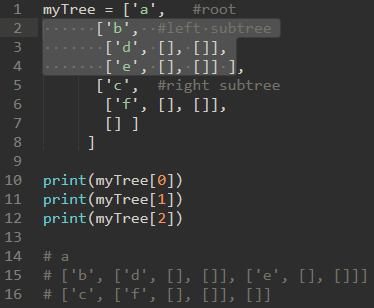 1 myTree = ['a',   #root
2       ['b',  #left subtree
3        ['d', [], []],
4        ['e', [], []] ],
5       ['c',  #right subtree
6        ['f', [], []],
7        [] ]
8      ]
9
10 print(myTree[0])
11 print(myTree[1])
12 print(myTree[2])
13
14 # a
15 # ['b', ['d', [], []], ['e', [], []]]
16 # ['c', ['f', [], []], []]